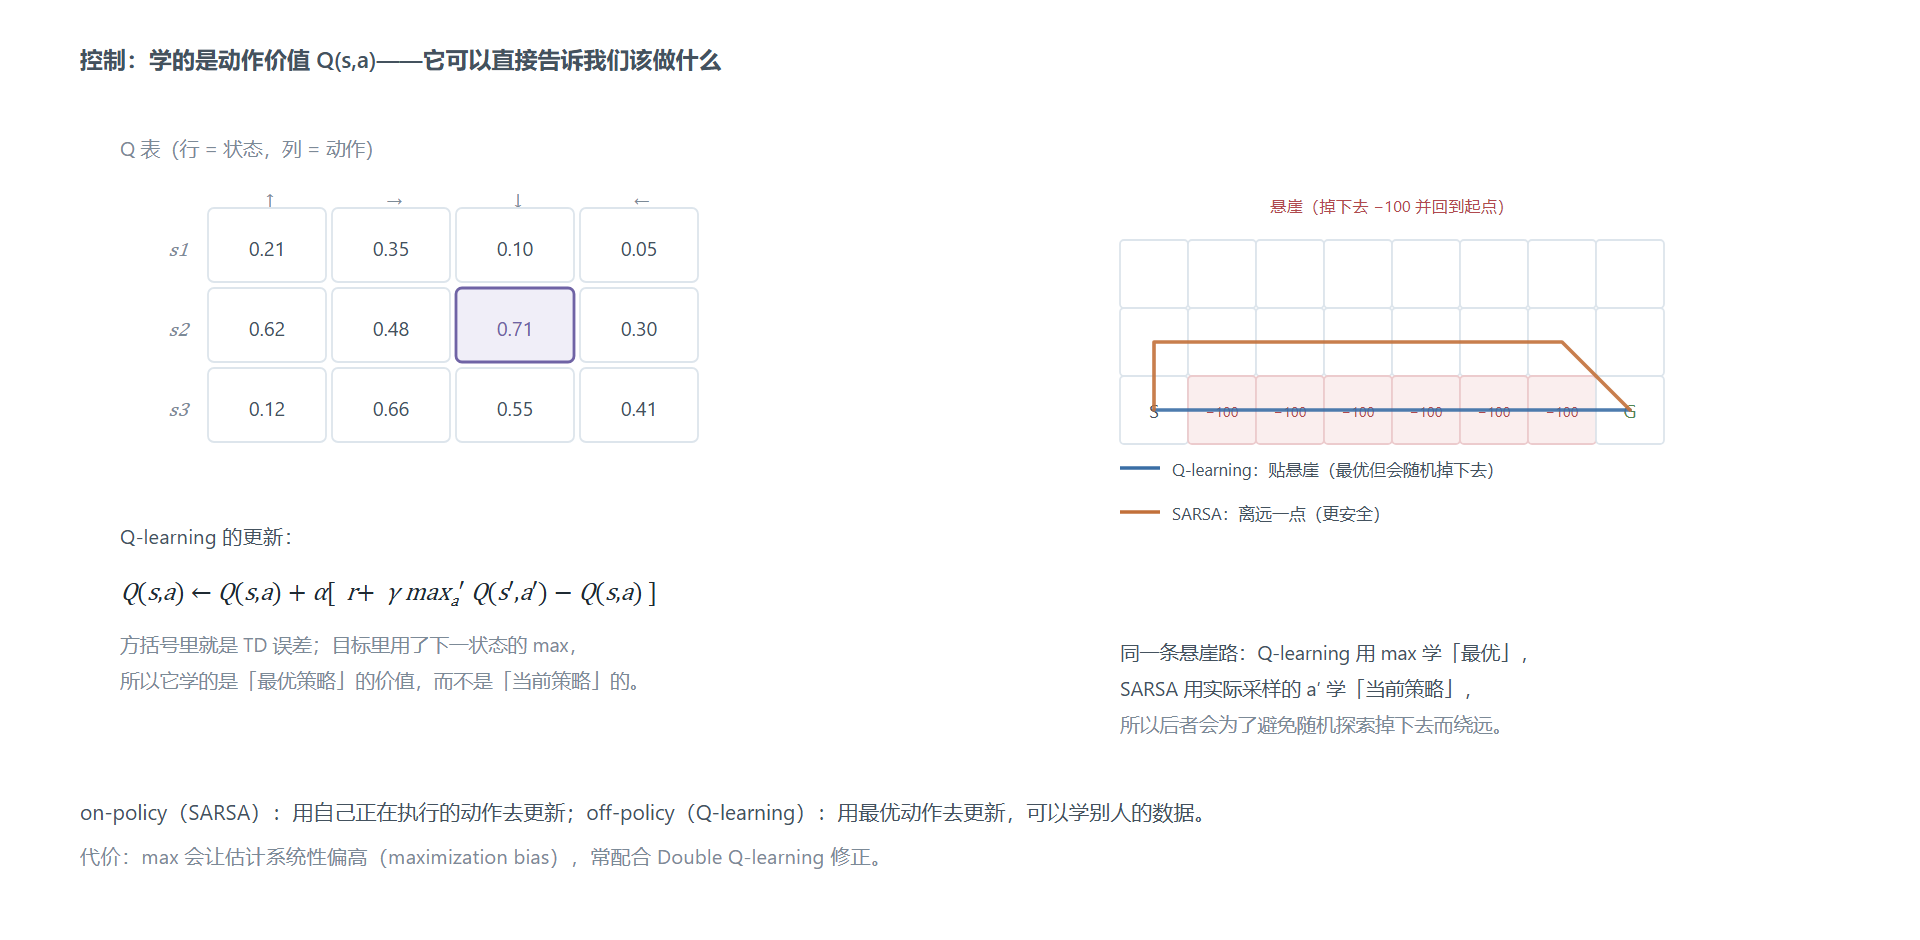 控制：学的是动作价值 Q(s,a)——它可以直接告诉我们该做什么
Q 表（行 = 状态，列 = 动作）
↑ → ↓ ←
s1 0.21 0.35 0.10 0.05
s2 0.62 0.48 0.71 0.30
s3 0.12 0.66 0.55 0.41
Q-learning 的更新：
Q(s,a) ← Q(s,a) + α[ r+ γ maxₐ′ Q(s′,a′) − Q(s,a) ]
方括号里就是 TD 误差；目标里用了下一状态的 max，
所以它学的是「最优策略」的价值，而不是「当前策略」的。
悬崖（掉下去 −100 并回到起点）
S −100 −100 −100 −100 −100 −100 G
Q-learning：贴悬崖（最优但会随机掉下去）
SARSA：离远一点（更安全）
同一条悬崖路：Q-learning 用 max 学「最优」,
SARSA 用实际采样的 a′ 学「当前策略」,
所以后者会为了避免随机探索掉下去而绕远。
on-policy（SARSA）: 用自己正在执行的动作去更新；off-policy（Q-learning）: 用最优动作去更新，可以学别人的数据。
代价：max 会让估计系统性偏高（maximization bias）, 常配合 Double Q-learning 修正。